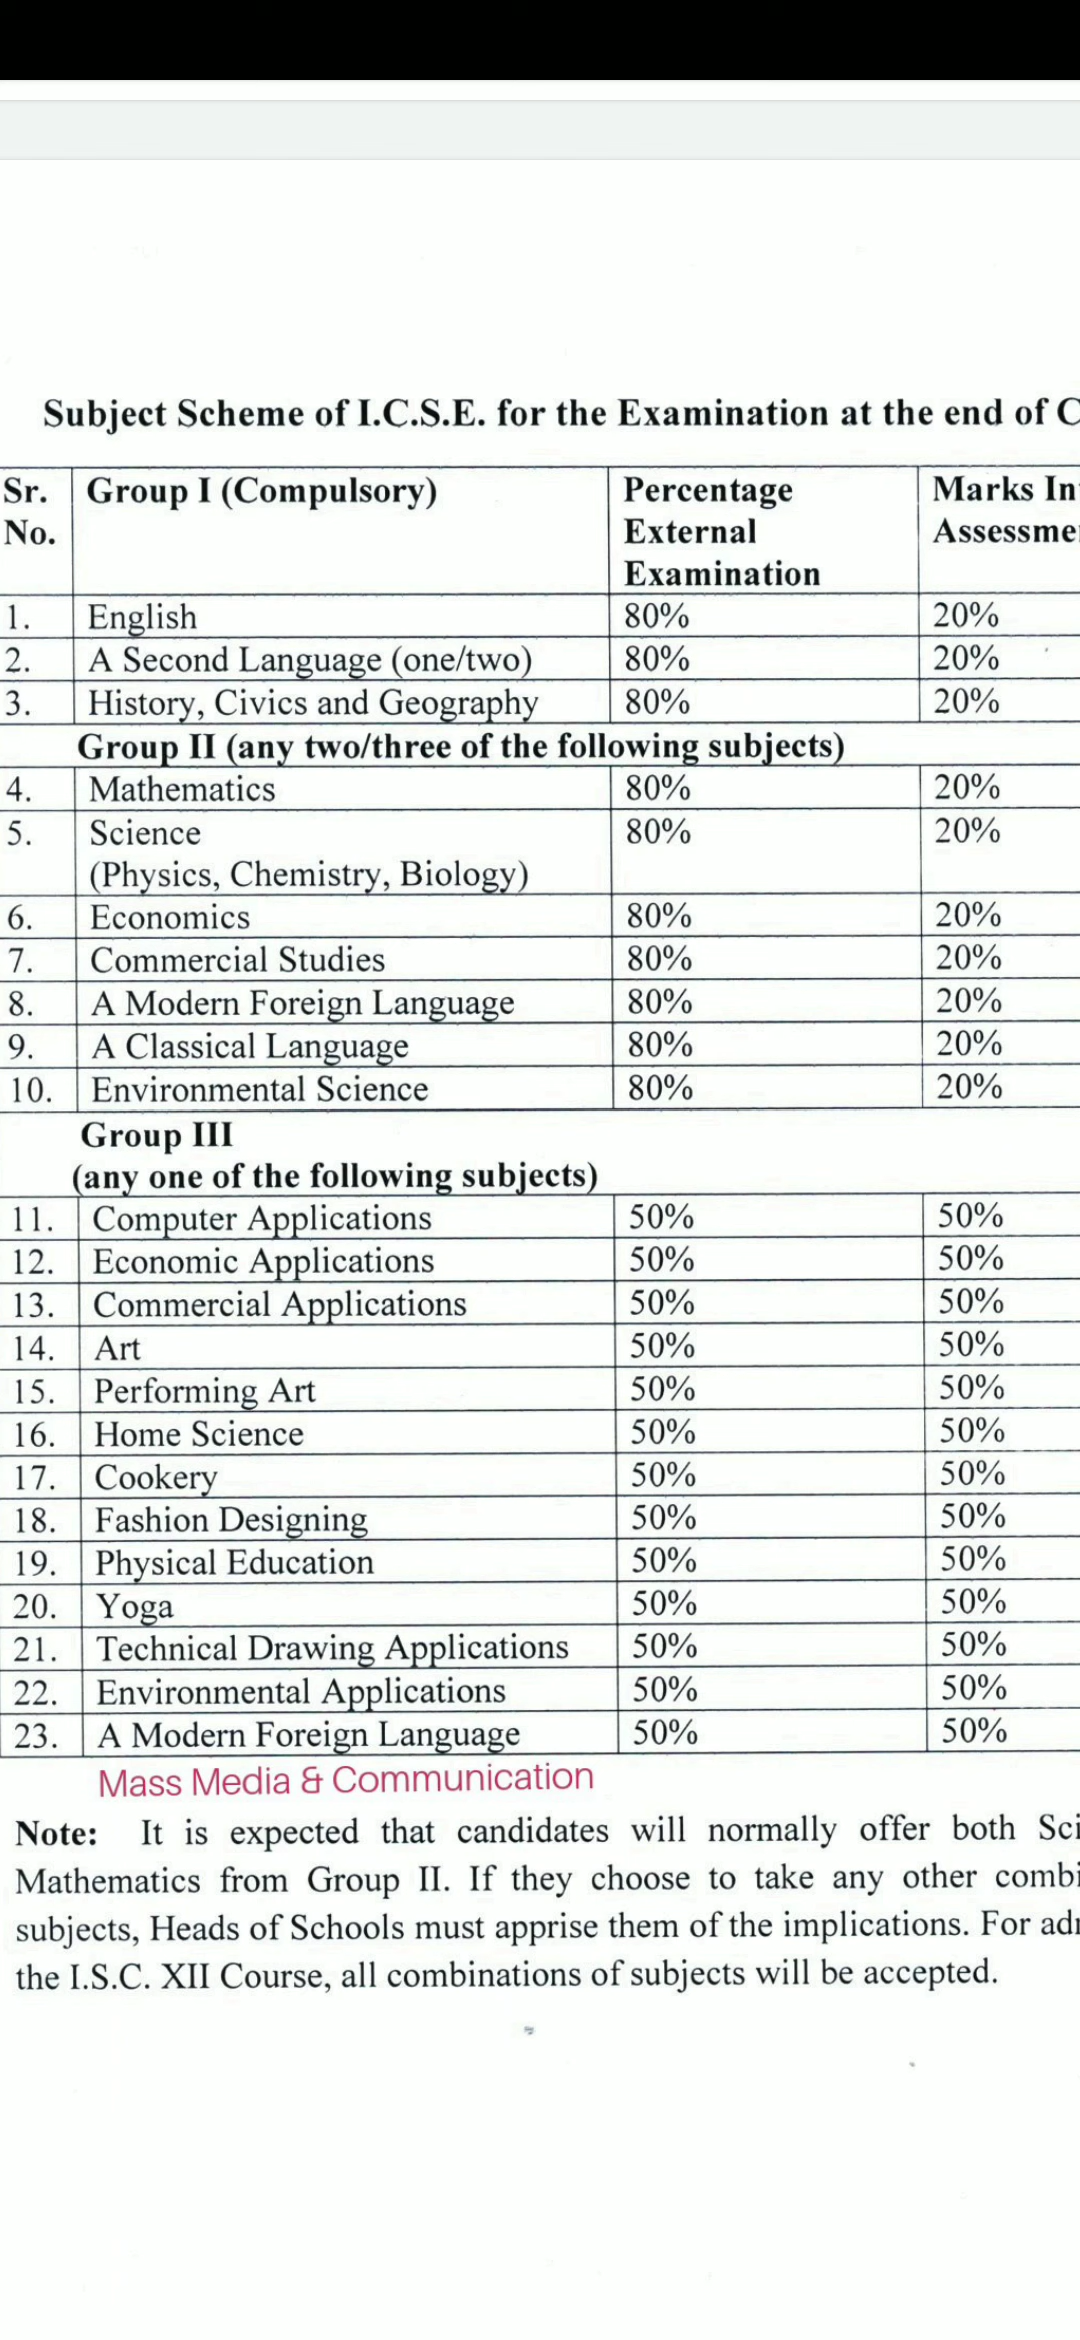 Subject Scheme of I.C.S.E. for the Examination at the end of
Sr. No. Group I (Compulsory) Percentage External Examination Marks
1. English 80% 20%
2. A Second Language (one/two) 80% 20%
3. History, Civics and Geography 80% 20%
Group II (any two/three of the following subjects)
4. Mathematics 80% 20%
5. Science 80% 20%
(Physics, Chemistry, Biology)
6. Economics 80% 20%
7. Commercial Studies 80% 20%
8. A Modern Foreign Language 80% 20%
9. A Classical Language 80% 20%
10. Environmental Science 80% 20%
Group III
(any one of the following subjects)
11. Computer Applications 50% 50%
12. Economic Applications 50% 50%
13. Commercial Applications 50% 50%
14. Art 50% 50%
15. Performing Art 50% 50%
16. Home Science 50% 50%
17. Cookery 50% 50%
18. Fashion Designing 50% 50%
19. Physical Education 50% 50%
20. Yoga 50% 50%
21. Technical Drawing Applications 50% 50%
22. Environmental Applications 50% 50%
23. A Modern Foreign Language 50% 50%
Mass Media & Communication
Note: It is expected that candidates will normally offer both
Mathematics from Group II. If they choose to take any other
subjects, Heads of Schools must apprise them of the implications. For
the I.S.C. XII Course, all combinations of subjects will be accepted.